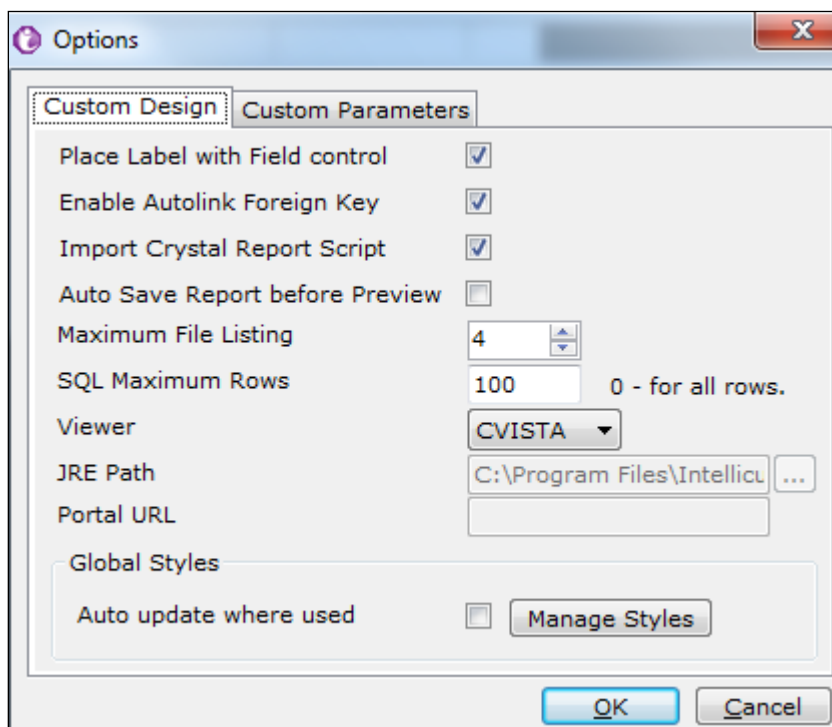 Options
Custom Design Custom Parameters
Place Label with Field control
Enable Autolink Foreign Key
Import Crystal Report Script
Auto Save Report before Preview
Maximum File Listing 4
SQL Maximum Rows 100 0 - for all rows.
Viewer CVISTA
JRE Path C:\Program Files\Intellicu ...
Portal URL
Global Styles
Auto update where used Manage Styles
OK Cancel